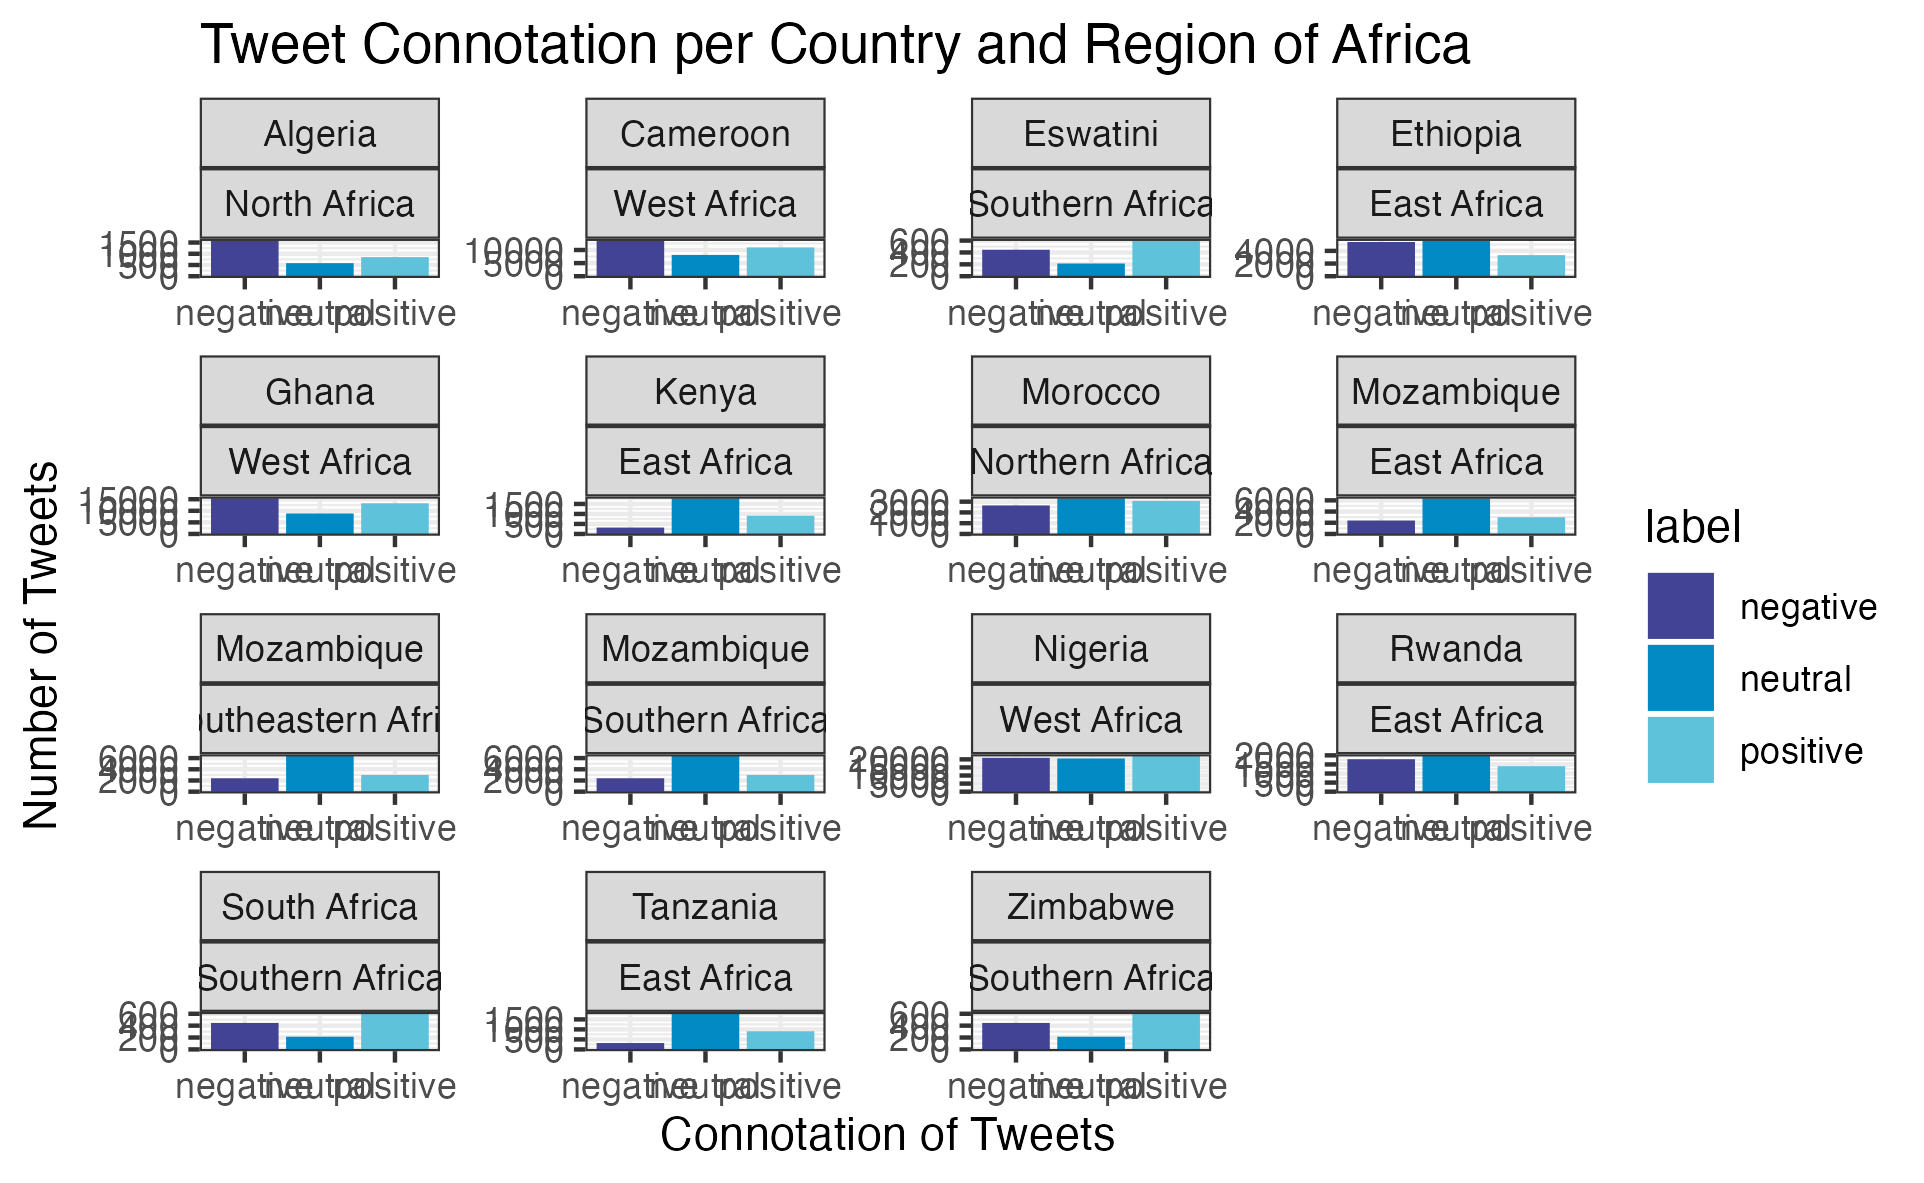 Tweet Connotation per Country and Region of Africa
Algeria Cameroon Eswatini Ethiopia
North Africa West Africa Southern Africa East Africa
1500 1000 500 0
10000 5000 0
600 400 200 0
4000 2000 0
negative neutral positive negative neutral positive negative neutral positive negative neutral positive
Ghana Kenya Morocco Mozambique
West Africa East Africa Northern Africa East Africa
15000 10000 5000 0
1500 1000 500 0
3000 2000 1000 0
6000 4000 2000 0
negative neutral positive negative neutral positive negative neutral positive negative neutral positive
Mozambique Mozambique Nigeria Rwanda
utheastern Afri Southern Africa West Africa East Africa
6000 4000 2000 0
6000 4000 2000 0
20000 15000 10000 5000 0
2000 1500 1000 500 0
negative neutral positive negative neutral positive negative neutral positive negative neutral positive
South Africa Tanzania Zimbabwe
Southern Africa East Africa Southern Africa
600 400 200 0
1500 1000 500 0
600 400 200 0
negative neutral positive negative neutral positive negative neutral positive
Connotation of Tweets
Number of Tweets
label
negative
neutral
positive